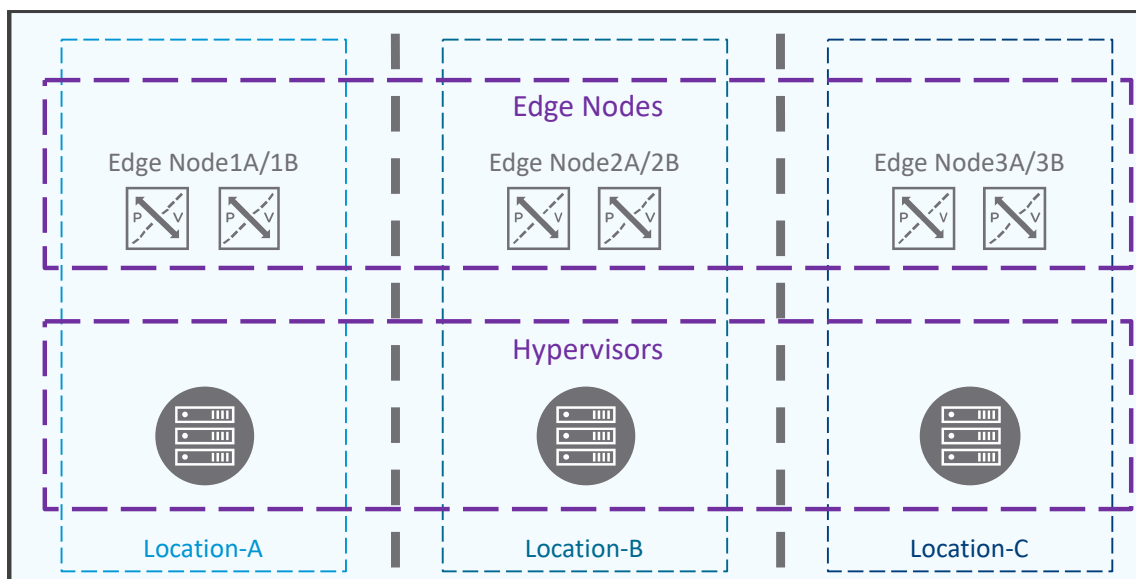 Edge Nodes
Edge Node1A/1B
Edge Node2A/2B
Edge Node3A/3B
P V
P V
P V
P V
P V
P V
Hypervisors
Location-A
Location-B
Location-C